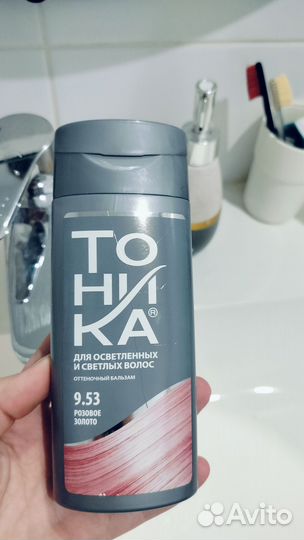 ТО
НИ
КА®
ДЛЯ ОСВЕТЛЕННЫХ
И СВЕТЛЫХ ВОЛОС
ОТТЕНОЧНЫЙ БАЛЬЗАМ
9.53
РОЗОВОЕ
ЗОЛОТО
Avito